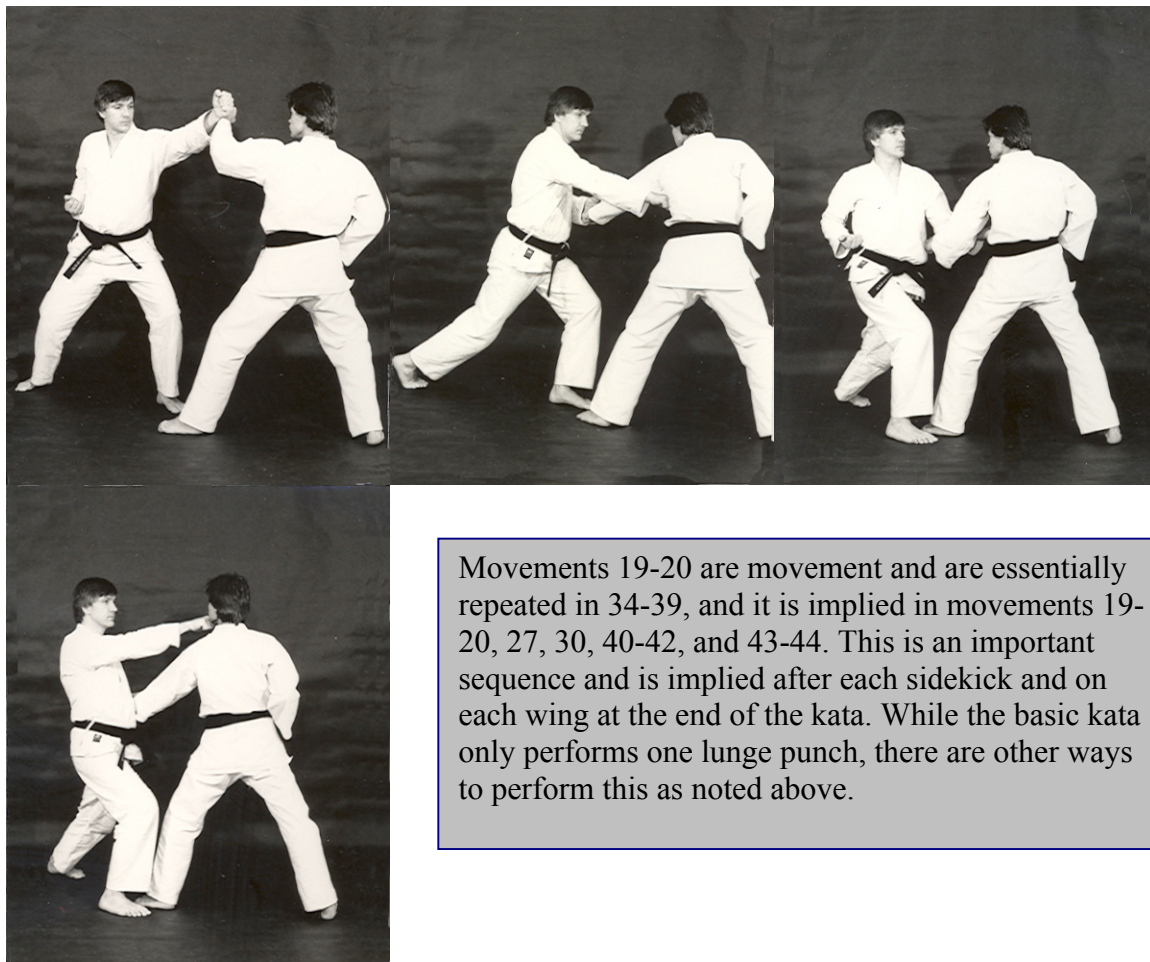 Movements 19-20 are movement and are essentially
repeated in 34-39, and it is implied in movements 19-
20, 27, 30, 40-42, and 43-44. This is an important
sequence and is implied after each sidekick and on
each wing at the end of the kata. While the basic kata
only performs one lunge punch, there are other ways
to perform this as noted above.